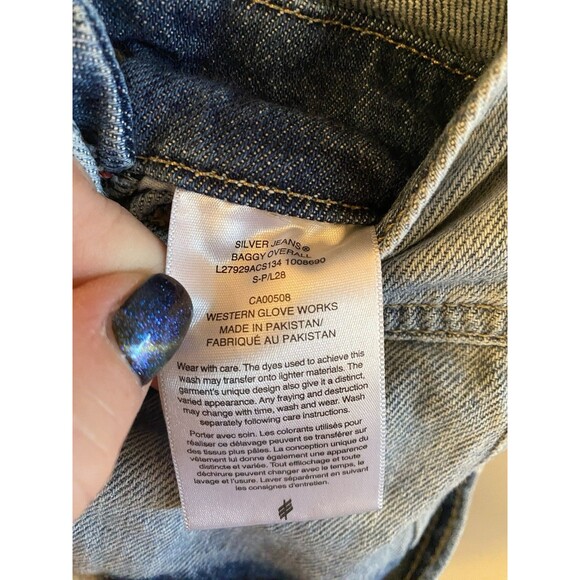 SILVER JEANS®
BAGGY OVERALL
L27929ACS134 1008690
S-P/L28
CA00508
WESTERN GLOVE WORKS
MADE IN PAKISTAN/
FABRIQUÉ AU PAKISTAN
Wear with care. The dyes used to achieve this
wash may transfer onto lighter materials. The
garment's unique design also give it a distinct,
varied appearance. Any fraying and destruction
may change with time, wash and wear. Wash
separately following care instructions.
Porter avec soin. Les colorants utilisés pour
réaliser ce délavage peuvent se transférer sur
des tissus plus pâles. La conception unique du
vêtement lui donne également une apparence
distincte et variée. Tout effilochage et toute
déchirure peuvent changer avec le temps, le
lavage et l'usure. Laver séparément en suivant
les consignes d'entretien.